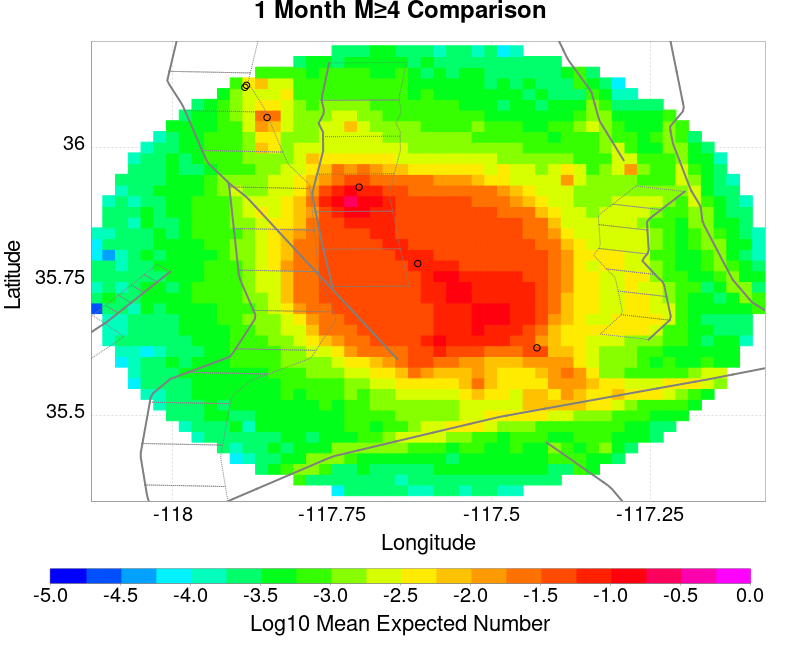 1 Month M≥4 Comparison
36
35.75
35.5
Latitude
-118 -117.75 -117.5 -117.25
Longitude
-5.0 -4.5 -4.0 -3.5 -3.0 -2.5 -2.0 -1.5 -1.0 -0.5 0.0
Log10 Mean Expected Number